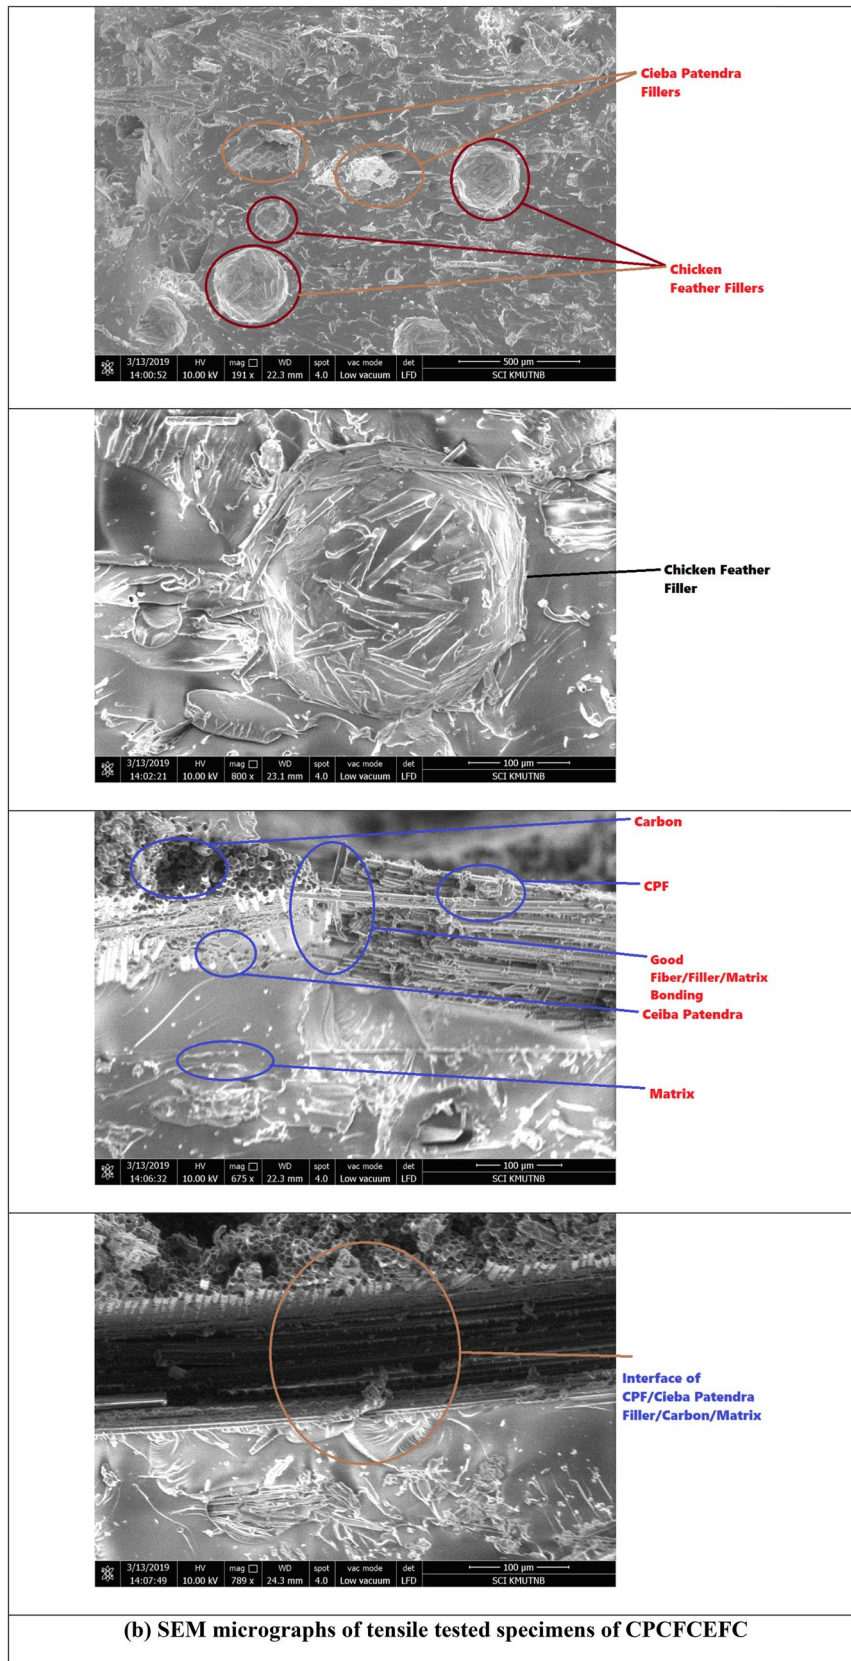 Cieba Patendra
Fillers
Chicken
Feather Fillers
3/13/2019 HV mag WD spot vac mode det 500 µm
14:00:52 10.00 kV 191 x 22.3 mm 4.0 Low vacuum LFD SCI KMUTNB
Chicken Feather
Filler
3/13/2019 HV mag WD spot vac mode det 100 µm
14:02:21 10.00 kV 800 x 23.1 mm 4.0 Low vacuum LFD SCI KMUTNB
Carbon
CPF
Good
Fiber/Filler/Matrix
Bonding
Ceiba Patendra
Matrix
3/13/2019 HV mag WD spot vac mode det 100 µm
14:06:32 10.00 kV 675 x 22.3 mm 4.0 Low vacuum LFD SCI KMUTNB
Interface of
CPF/Cieba Patendra
Filler/Carbon/Matrix
3/13/2019 HV mag WD spot vac mode det 100 µm
14:07:49 10.00 kV 789 x 24.3 mm 4.0 Low vacuum LFD SCI KMUTNB
(b) SEM micrographs of tensile tested specimens of CPCFCEFC